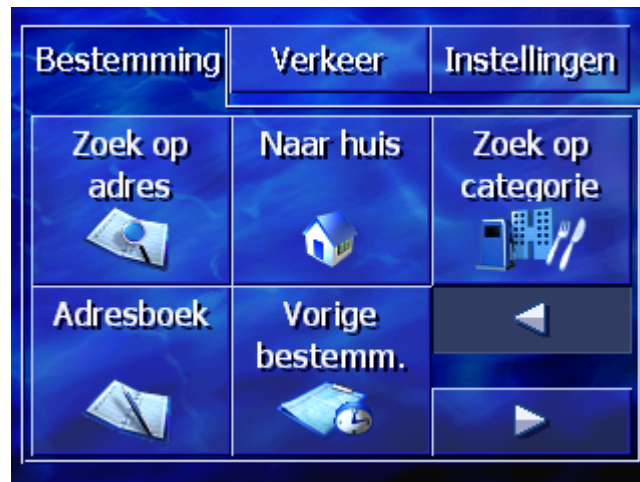 Bestemming Verkeer Instellingen
Zoek op adres
Naar huis
Zoek op categorie
Adresboek
Vorige bestemm.